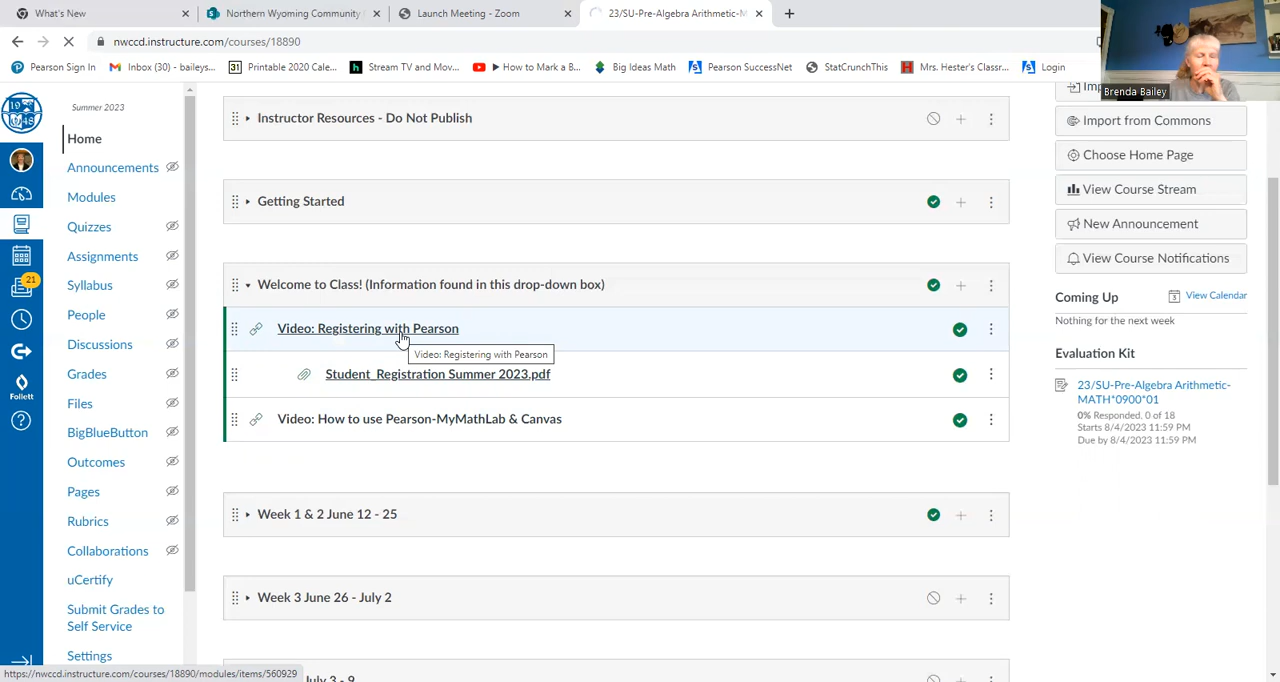 What's New
Northern Wyoming Community
Launch Meeting - Zoom
23/SU-Pre-Algebra Arithmetic-M
nwccd.instructure.com/courses/18890
Pearson Sign In
Inbox (30) - baileys...
31 Printable 2020 Cale...
h Stream TV and Mov...
How to Mark a B...
Big Ideas Math
Pearson SuccessNet
StatCrunchThis
H Mrs. Hester's Classr...
Login
Brenda Bailey
1948
21
Follett
Summer 2023
Home
Announcements
Modules
Quizzes
Assignments
Syllabus
People
Discussions
Grades
Files
BigBlueButton
Outcomes
Pages
Rubrics
Collaborations
uCertify
Submit Grades to
Self Service
Settings
https://nwccd.instructure.com/courses/18890/modules/items/560929
Instructor Resources - Do Not Publish
Getting Started
Welcome to Class! (Information found in this drop-down box)
Video: Registering with Pearson
Video: Registering with Pearson
Student_Registration Summer 2023.pdf
Video: How to use Pearson-MyMathLab & Canvas
Week 1 & 2 June 12 - 25
Week 3 June 26 - July 2
July 3 - 9
Import from Commons
Choose Home Page
View Course Stream
New Announcement
View Course Notifications
Coming Up
3 View Calendar
Nothing for the next week
Evaluation Kit
23/SU-Pre-Algebra Arithmetic-
MATH*0900*01
0% Responded. 0 of 18
Starts 8/4/2023 11:59 PM
Due by 8/4/2023 11:59 PM